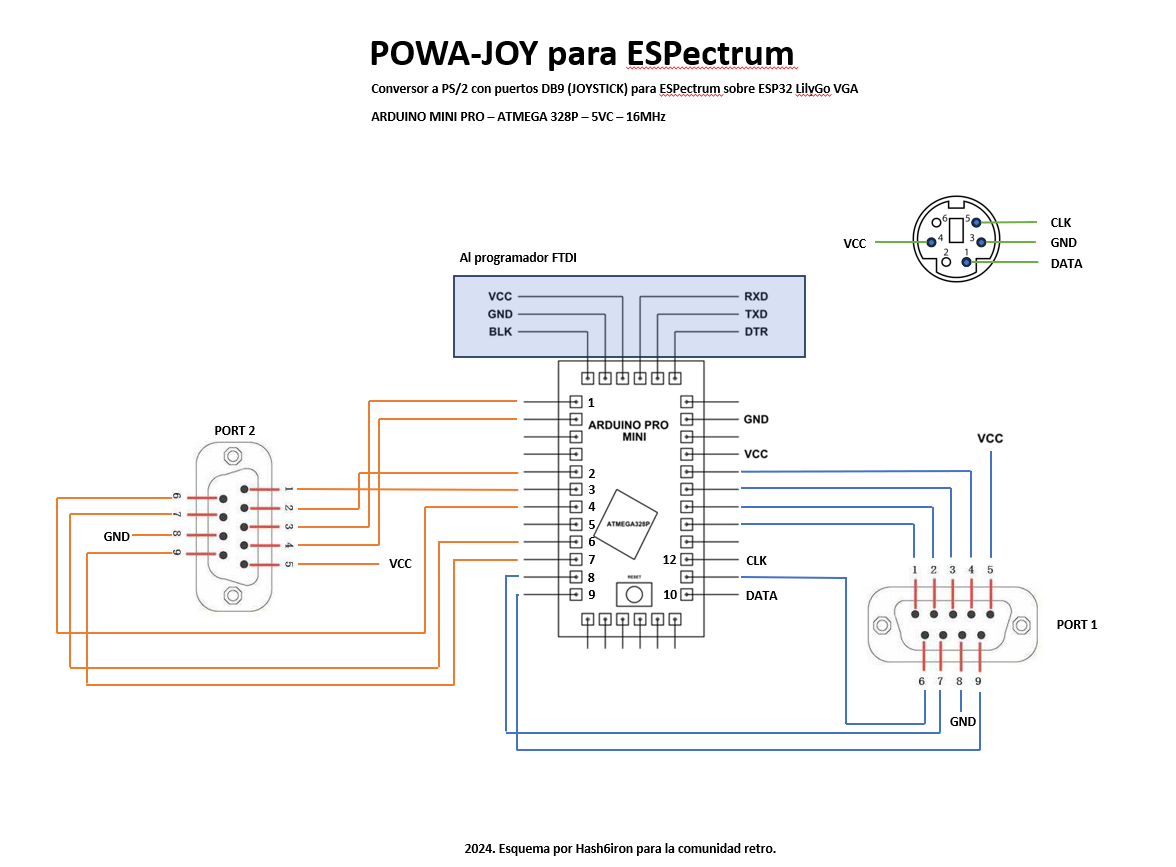 POWA-JOY para ESPectrum
Conversor a PS/2 con puertos DB9 (JOYSTICK) para ESPectrum sobre ESP32 LilyGo VGA
ARDUINO MINI PRO – ATMEGA 328P – 5VC – 16MHz
6 5 CLK
VCC 4 3 GND
2 1 DATA
Al programador FTDI
VCC RXD
GND TXD
BLK DTR
1
GND
ARDUINO PRO
MINI
VCC
2
3
4
5
6
7
8
9
ATMEGA328P
RESET
12 CLK
10 DATA
PORT 2
1
2
3
4
5
6
7
8
9
GND
VCC
VCC
1 2 3 4 5
PORT 1
6 7 8 9
GND
2024. Esquema por Hash6iron para la comunidad retro.